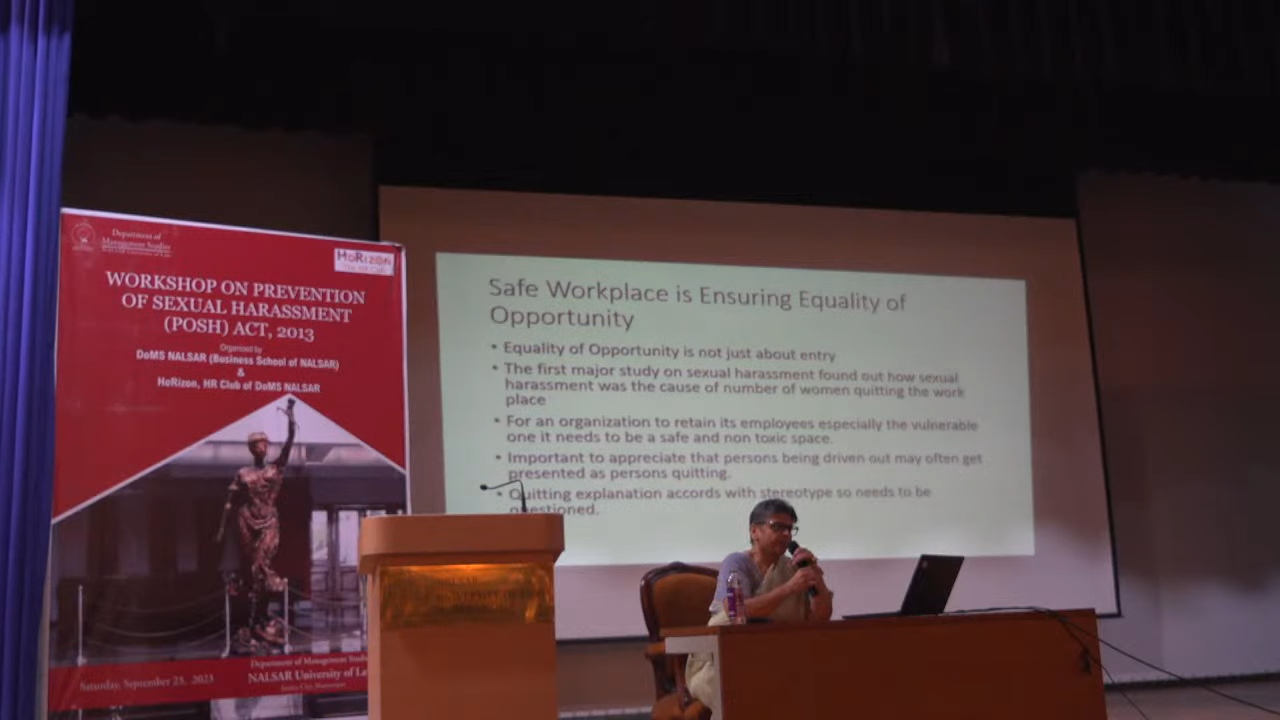 Department of
Management Studies
HoRizon
WORKSHOP ON PREVENTION
OF SEXUAL HARASSMENT
(POSH) ACT, 2013
Organized by
DoMS NALSAR (Business School of NALSAR)
&
HoRizon, HR Club of DoMS NALSAR
Saturday, September 23, 2023
Department of Management Studies
NALSAR University of La
Safe Workplace is Ensuring Equality of
Opportunity
• Equality of Opportunity is not just about entry
• The first major study on sexual harassment found out how sexual
harassment was the cause of number of women quitting the work
place
• For an organization to retain its employees especially the vulnerable
one it needs to be a safe and non toxic space.
• Important to appreciate that persons being driven out may often get
presented as persons quitting.
• Quitting explanation accords with stereotype so needs to be
questioned.
NALSAR